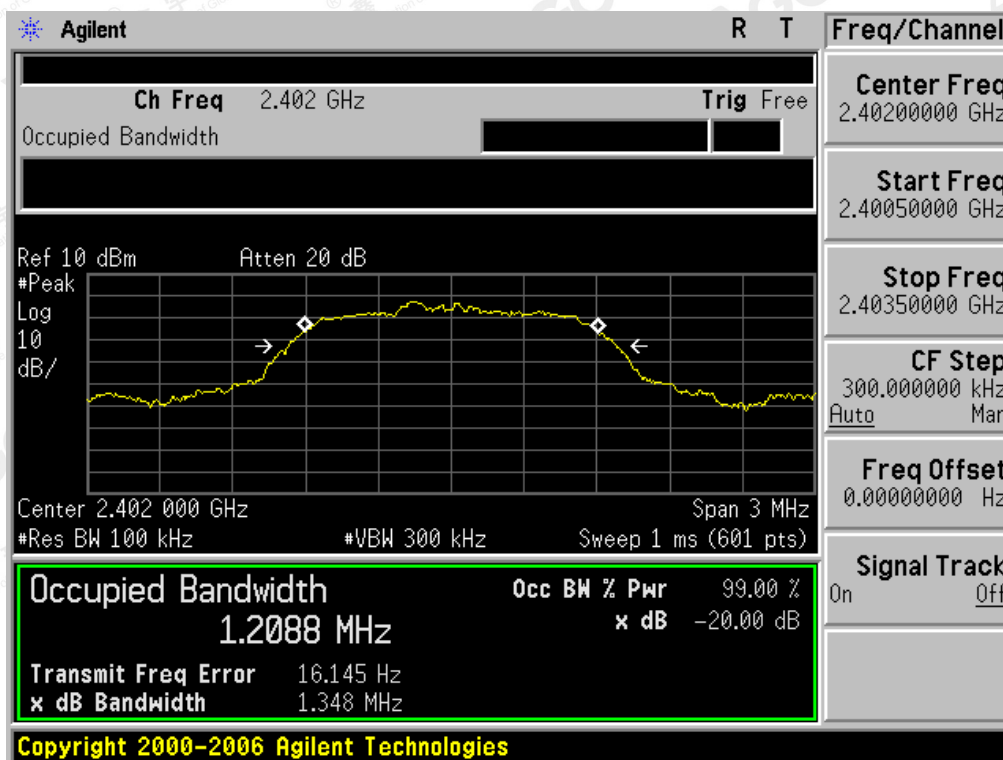 Agilent R T Freq/Channel
Ch Freq 2.402 GHz Trig Free
Occupied Bandwidth
Center Freq
2.40200000 GHz
Start Freq
2.40050000 GHz
Stop Freq
2.40350000 GHz
CF Step
300.000000 kHz
Auto Man
Freq Offset
0.00000000 Hz
Signal Track
On Off
Ref 10 dBm Atten 20 dB
#Peak
Log
10
dB/
Center 2.402 000 GHz Span 3 MHz
#Res BW 100 kHz #VBW 300 kHz Sweep 1 ms (601 pts)
Occupied Bandwidth Occ BW % Pwr 99.00 %
1.2088 MHz x dB -20.00 dB
Transmit Freq Error 16.145 Hz
x dB Bandwidth 1.348 MHz
Copyright 2000-2006 Agilent Technologies